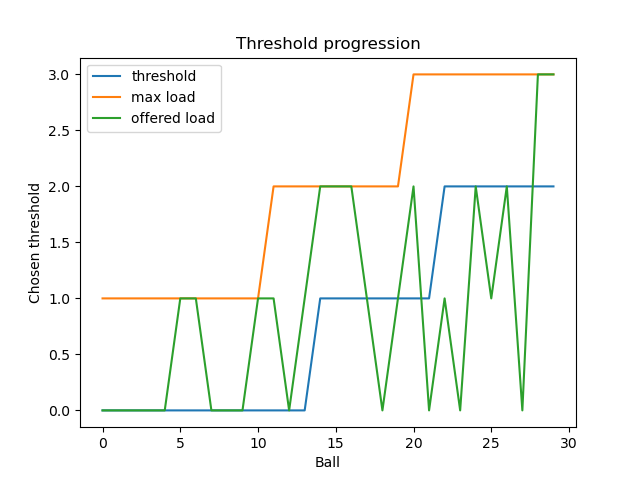 Threshold progression
threshold
max load
offered load
3.0
2.5
2.0
1.5
1.0
0.5
0.0
Chosen threshold
0 5 10 15 20 25 30
Ball